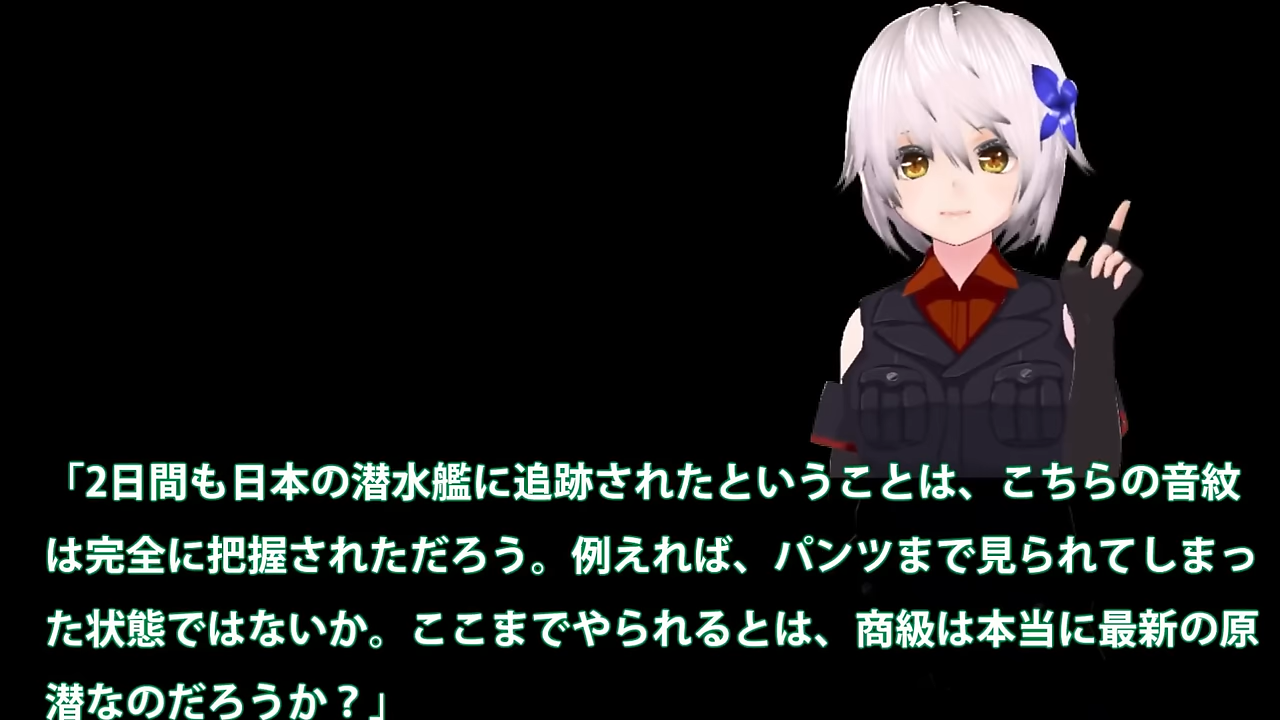 「2日間も日本の潜水艦に追跡されたということは、こちらの音紋
は完全に把握されただろう。例えれば、パンツまで見られてしまっ
た状態ではないか。ここまでやられるとは、商級は本当に最新の原
潜なのだろうか？」